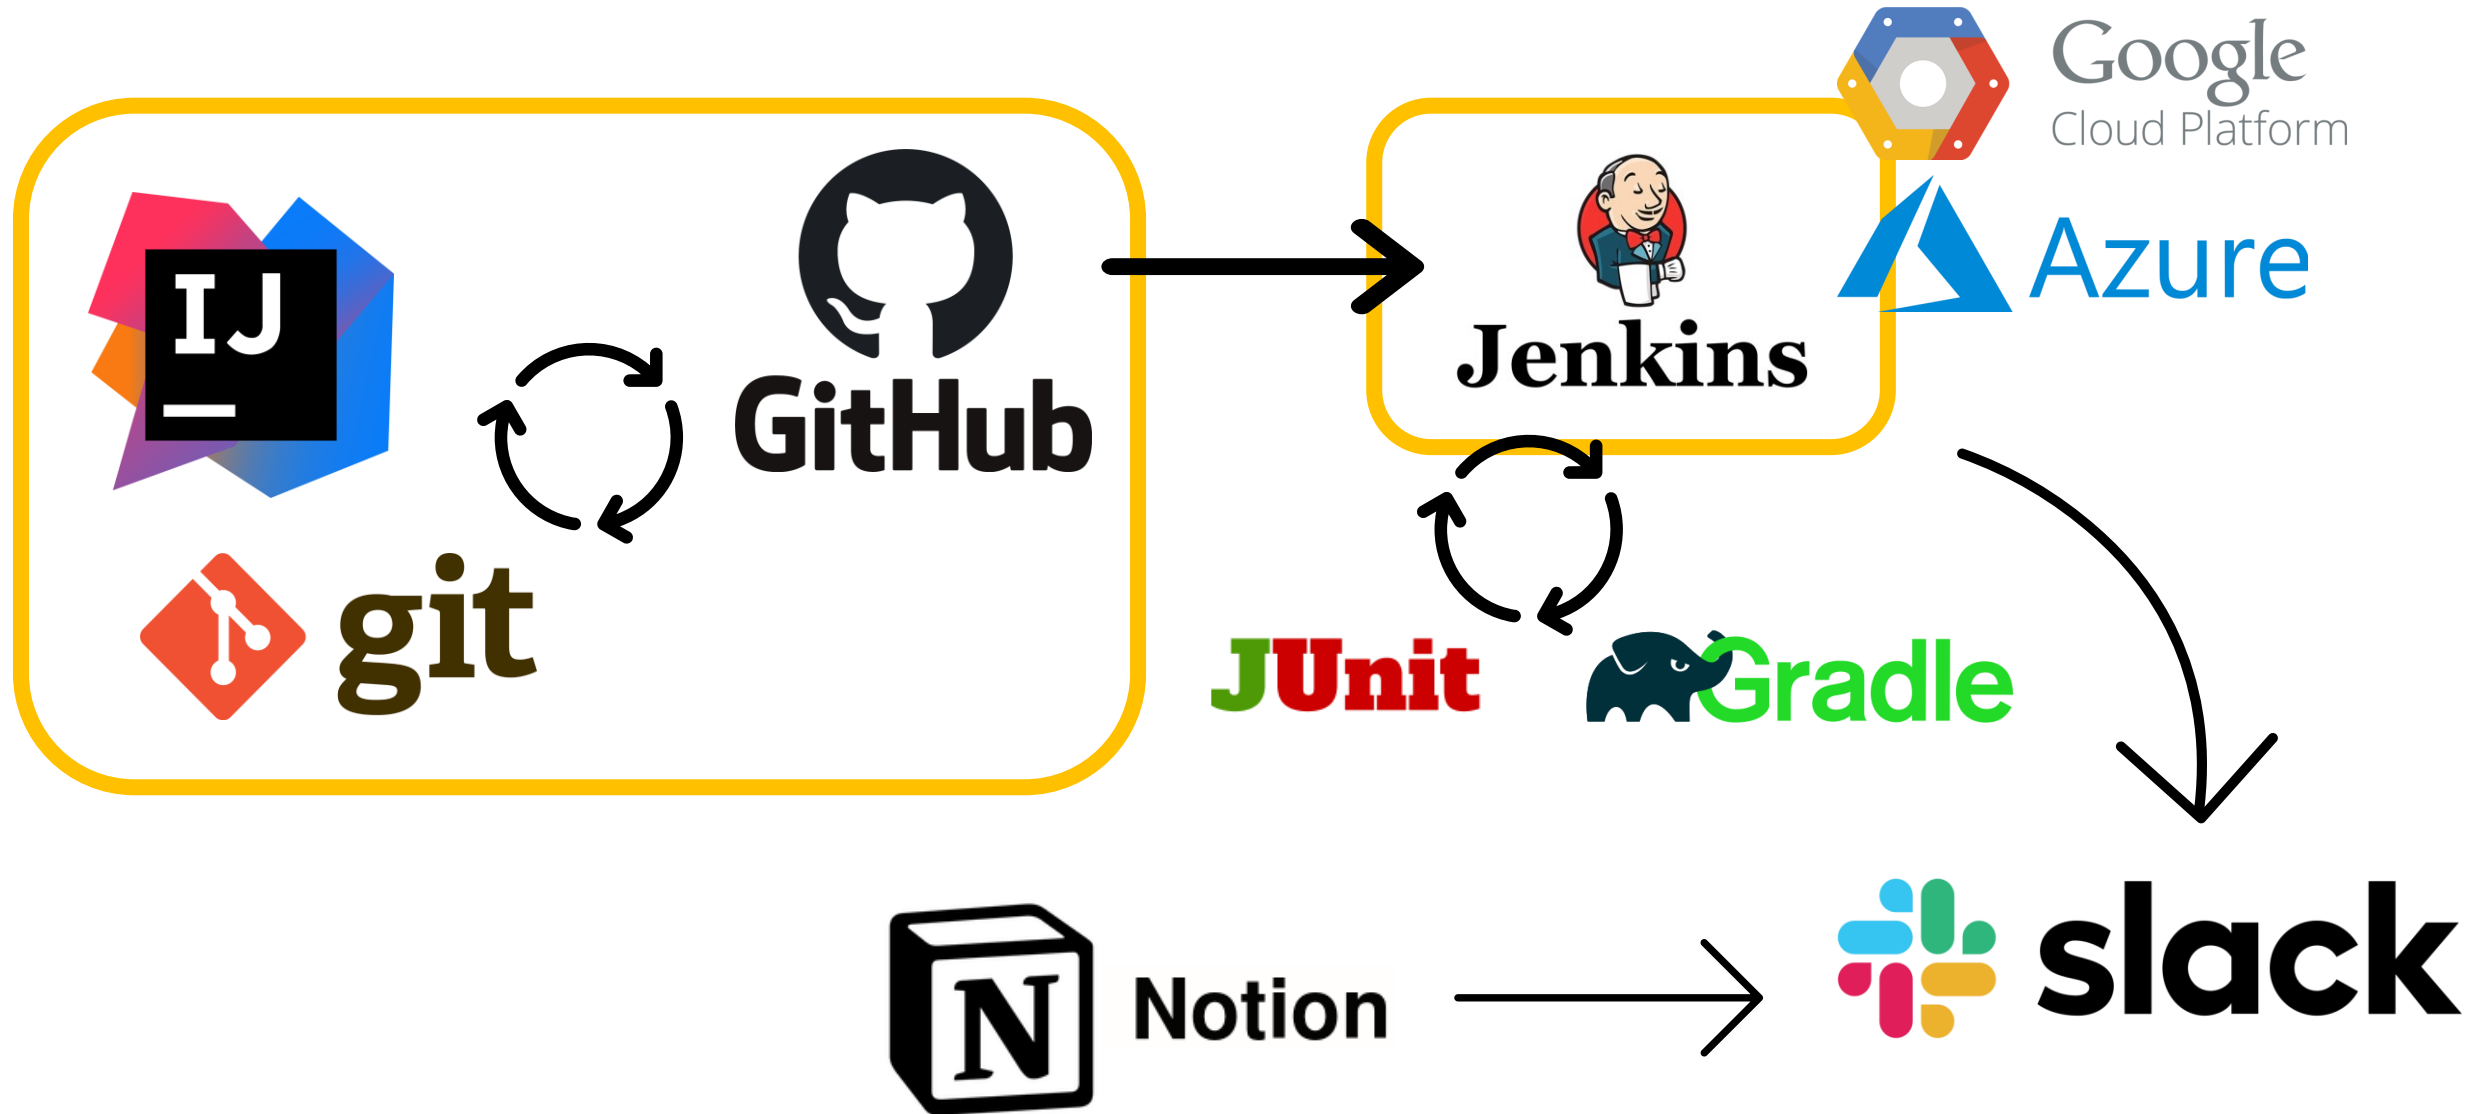 IJ
GitHub
git
Jenkins
Google
Cloud Platform
Azure
JUnit
Gradle
N
Notion
slack